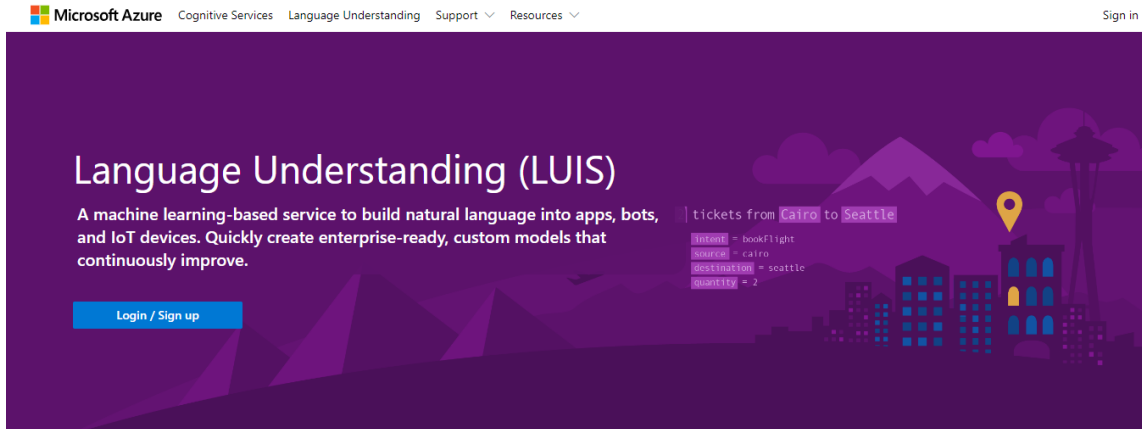 Microsoft Azure Cognitive Services Language Understanding Support Resources Sign in
Language Understanding (LUIS)
A machine learning-based service to build natural language into apps, bots,
and IoT devices. Quickly create enterprise-ready, custom models that
continuously improve.
Login / Sign up
tickets from Cairo to Seattle
intent = bookFlight
source = cairo
destination = seattle
quantity = 2